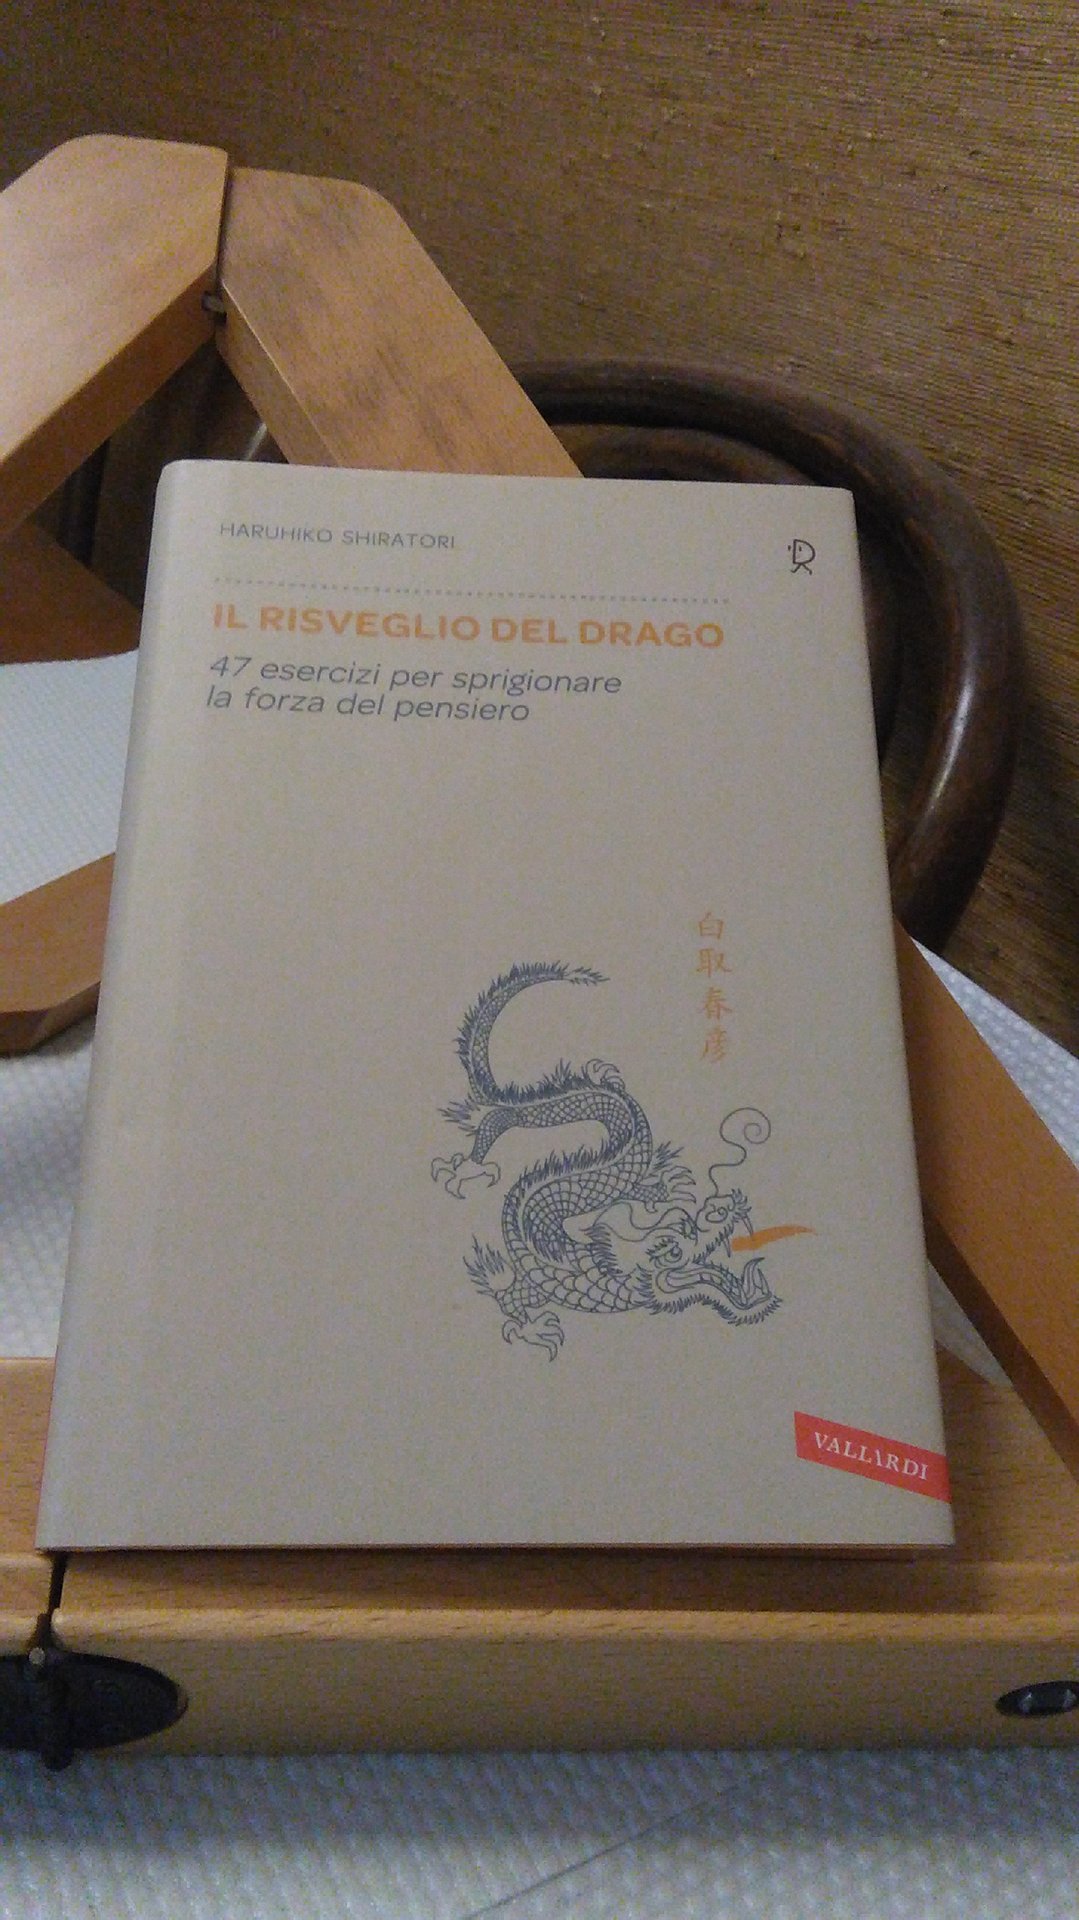 HARUHIKO SHIRATORI
IL RISVEGLIO DEL DRAGO
47 esercizi per sprigionare
la forza del pensiero
白取春彦
VALLARDI